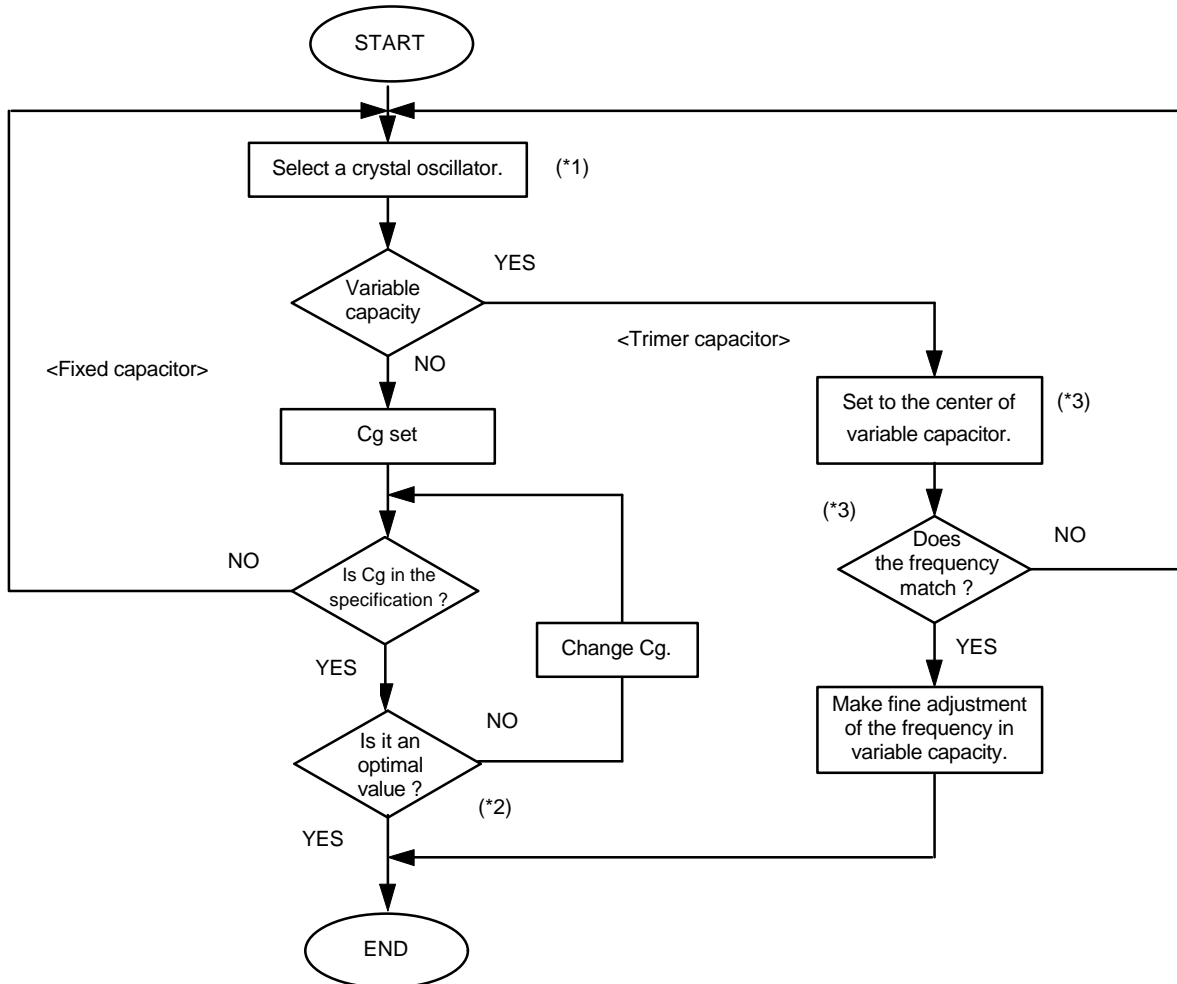 START
Select a crystal oscillator.
(*1)
YES
Variable
capacity
<Trimer capacitor>
<Fixed capacitor>
NO
Set to the center of
variable capacitor.
(*3)
Cg set
(*3)
Does
the frequency
match ?
NO
NO
Is Cg in the
specification ?
Change Cg.
YES
YES
Make fine adjustment
of the frequency in
variable capacity.
NO
Is it an
optimal
value ?
(*2)
YES
END